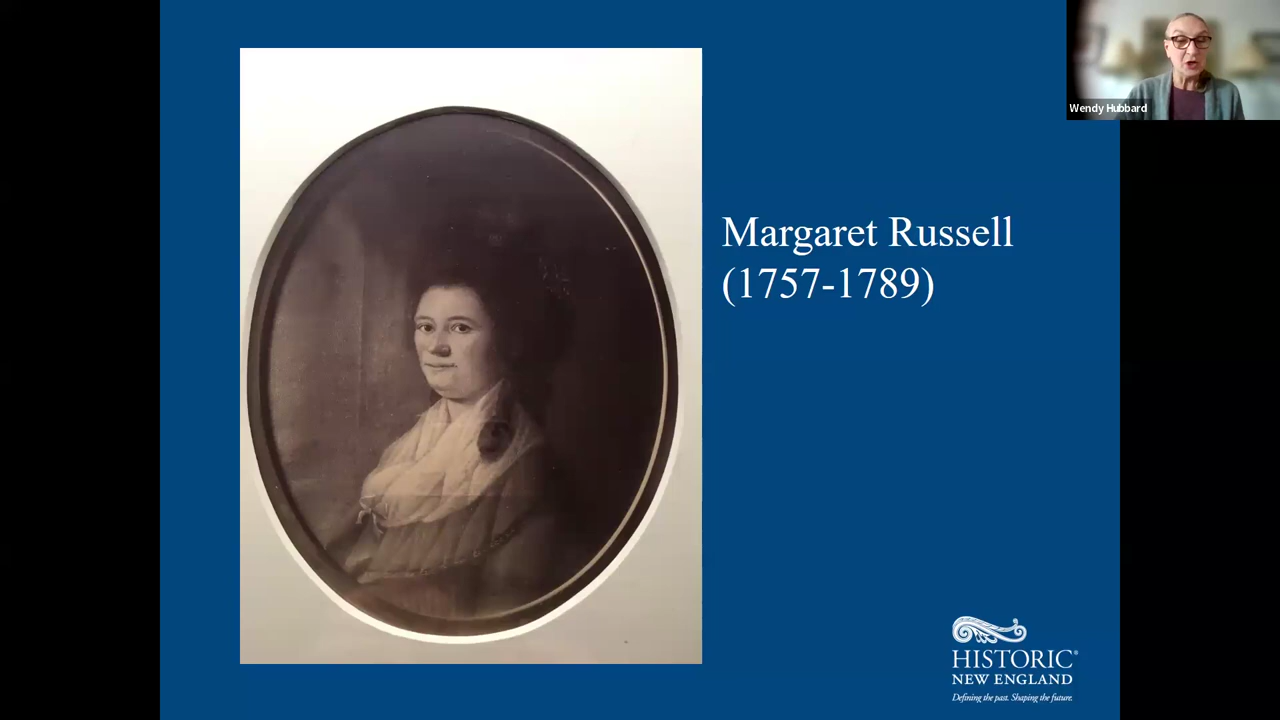 Wendy Hubbard
Margaret Russell
(1757-1789)
HISTORIC®
NEW ENGLAND
Defining the past. Shaping the future.